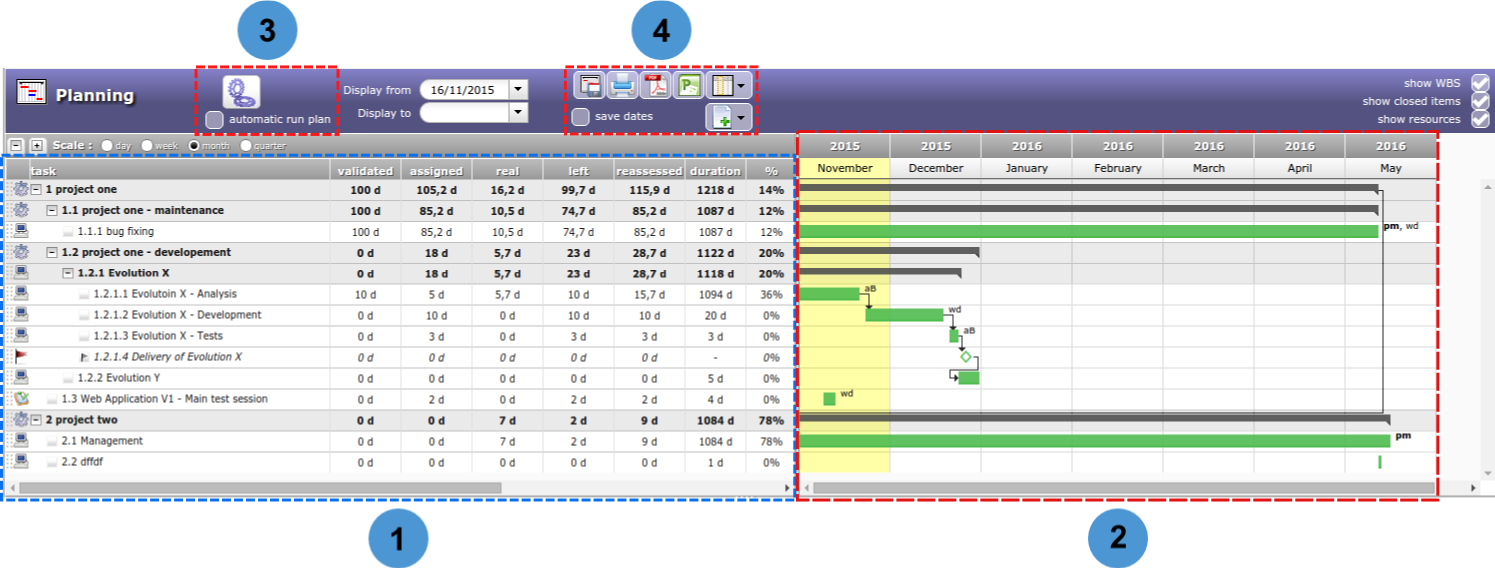 3 4
Planning
automatic run plan
Display from 16/11/2015
Display to
PDF
P
save dates
show WBS
show closed items
show resources
Scale : day week month quarter
2015 2015 2016 2016 2016 2016 2016
task validated assigned real left reassessed duration % November December January February March April May
1 project one 100 d 105,2 d 16,2 d 99,7 d 115,9 d 1218 d 14%
1.1 project one - maintenance 100 d 85,2 d 10,5 d 74,7 d 85,2 d 1087 d 12%
1.1.1 bug fixing 100 d 85,2 d 10,5 d 74,7 d 85,2 d 1087 d 12% pm, wd
1.2 project one - developement 0 d 18 d 5,7 d 23 d 28,7 d 1122 d 20%
1.2.1 Evolution X 0 d 18 d 5,7 d 23 d 28,7 d 1118 d 20%
1.2.1.1 Evolutoin X - Analysis 10 d 5 d 5,7 d 10 d 15,7 d 1094 d 36% aB
1.2.1.2 Evolution X - Development 0 d 10 d 0 d 10 d 10 d 20 d 0% wd
1.2.1.3 Evolution X - Tests 0 d 3 d 0 d 3 d 3 d 3 d 0% aB
1.2.1.4 Delivery of Evolution X 0 d 0 d 0 d 0 d 0 d - 0%
1.2.2 Evolution Y 0 d 0 d 0 d 0 d 0 d 5 d 0%
1.3 Web Application V1 - Main test session 0 d 2 d 0 d 2 d 2 d 4 d 0% wd
2 project two 0 d 0 d 7 d 2 d 9 d 1084 d 78%
2.1 Management 0 d 0 d 7 d 2 d 9 d 1084 d 78% pm
2.2 dffdf 0 d 0 d 0 d 0 d 0 d 1 d 0%
1 2